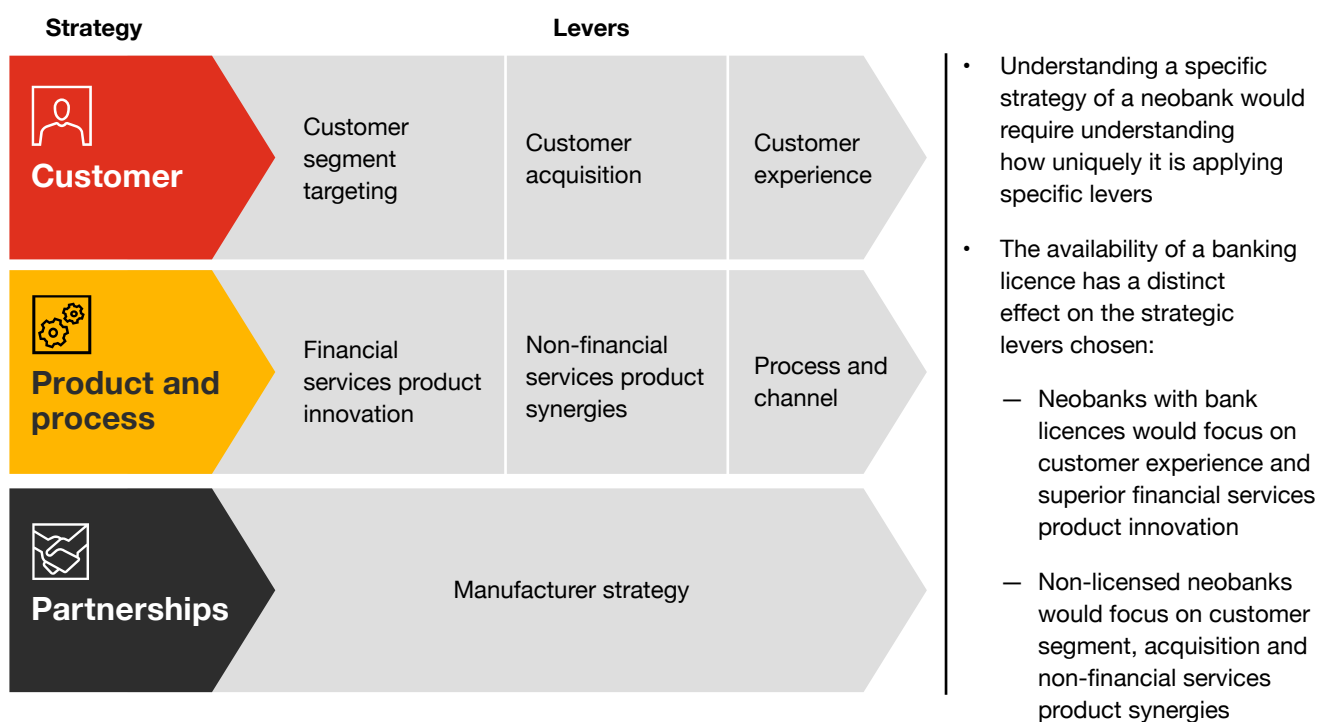 Strategy
Levers
Customer
Customer
segment
targeting
Customer
acquisition
Customer
experience
Product and
process
Financial
services product
innovation
Non-financial
services product
synergies
Process and
channel
Partnerships
Manufacturer strategy
• Understanding a specific
strategy of a neobank would
require understanding
how uniquely it is applying
specific levers
• The availability of a banking
licence has a distinct
effect on the strategic
levers chosen:
— Neobanks with bank
licences would focus on
customer experience and
superior financial services
product innovation
— Non-licensed neobanks
would focus on customer
segment, acquisition and
non-financial services
product synergies